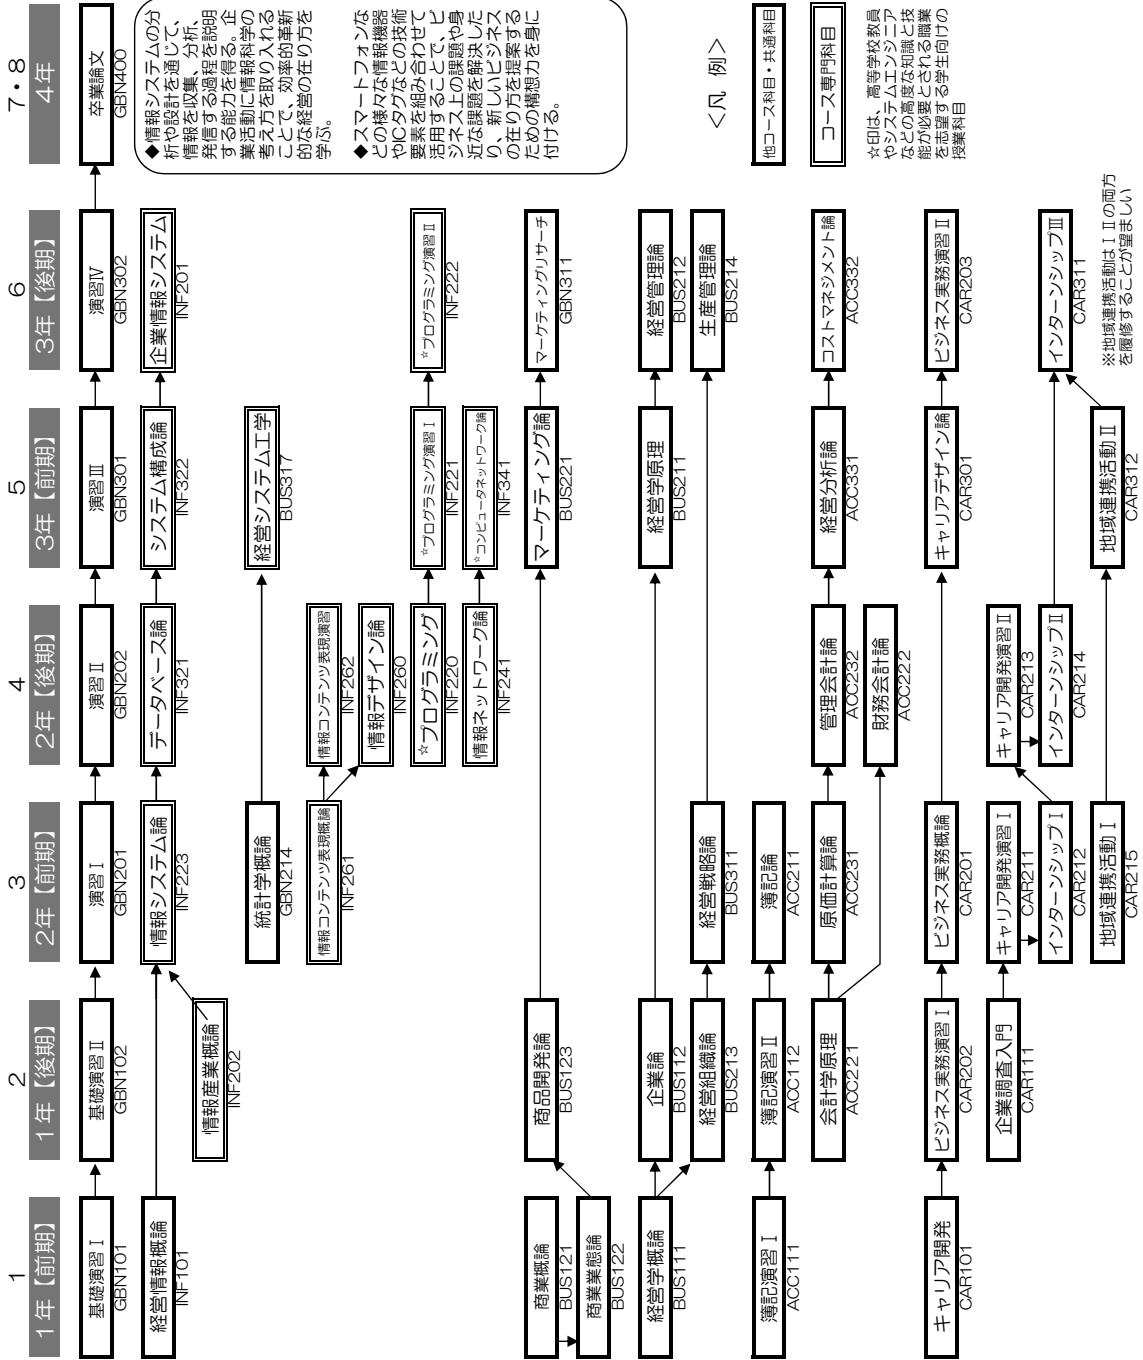 1
1年【前期】
基礎演習Ⅰ
GBN101
経営情報概論
INF101
商業概論
BUS121
商業業態論
BUS122
経営学概論
BUS111
簿記演習Ⅰ
ACC111
キャリア開発
CAR101
2
1年【後期】
基礎演習Ⅱ
GBN102
情報産業概論
INF202
商品開発論
BUS123
企業論
BUS112
経営組織論
BUS213
簿記演習Ⅱ
ACC112
会計学原理
ACC221
ビジネス実務演習Ⅰ
CAR202
企業調査入門
CAR111
3
2年【前期】
演習Ⅰ
GBN201
情報システム論
INF223
統計学概論
GBN214
情報コンテンツ表現概論
INF261
経営戦略論
BUS311
簿記論
ACC211
原価計算論
ACC231
ビジネス実務概論
CAR201
キャリア開発演習Ⅰ
CAR211
インターンシップⅠ
CAR212
地域連携活動Ⅰ
CAR215
4
2年【後期】
演習Ⅱ
GBN202
データベース論
INF321
情報コンテンツ表現演習
INF262
情報デザイン論
INF260
☆プログラミング
INF220
情報ネットワーク論
INF241
管理会計論
ACC232
財務会計論
ACC222
キャリア開発演習Ⅱ
CAR213
インターンシップⅡ
CAR214
5
3年【前期】
演習Ⅲ
GBN301
システム構成論
INF322
経営システム工学
BUS317
☆プログラミング演習Ⅰ
INF221
☆コンピュータネットワーク論
INF341
マーケティング論
BUS221
経営学原理
BUS211
経営分析論
ACC331
キャリアデザイン論
CAR301
地域連携活動Ⅱ
CAR312
6
3年【後期】
演習Ⅳ
GBN302
企業情報システム
INF201
☆プログラミング演習Ⅱ
INF222
マーケティングリサーチ
GBN311
経営管理論
BUS212
生産管理論
BUS214
コストマネジメント論
ACC332
ビジネス実務演習Ⅱ
CAR203
インターンシップⅢ
CAR311
※地域連携活動はⅠⅡの両方
を履修することが望ましい
7・8
4年
卒業論文
GBN400
◆情報システムの分
析や設計を通じて、
情報を収集、分析、
発信する過程を説明
する能力を得る。企
業活動に情報科学の
考え方を取り入れる
ことで、効率的革新
的な経営の在り方を
学ぶ。
◆スマートフォンな
どの様々な情報機器
やICタグなどの技術
要素を組み合わせて
活用することで、ビ
ジネス上の課題や身
近な課題を解決した
り、新しいビジネス
の在り方を提案する
ための構想力を身に
付ける。
＜凡 例＞
他コース科目・共通科目
コース専門科目
☆印は、高等学校教員
やシステムエンジニア
などの高度な知識と技
能が必要とされる職業
を志望する学生向けの
授業科目